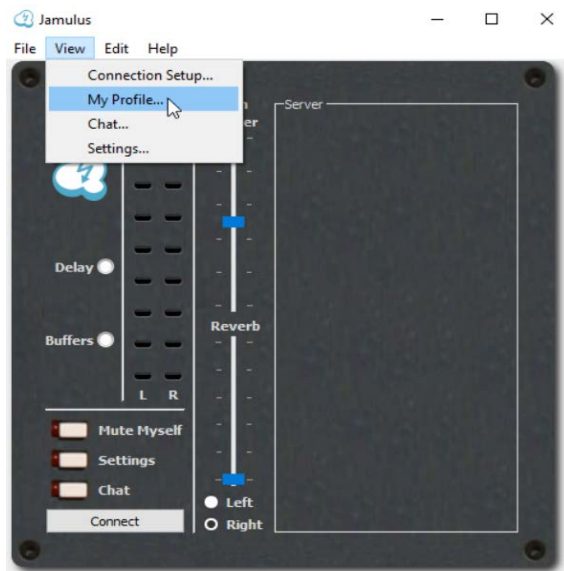 Jamulus
File View Edit Help
Connection Setup...
My Profile...
Chat...
Settings...
Server
Delay
Buffers
L R
Reverb
Mute Myself
Settings
Chat
Connect
Left
Right